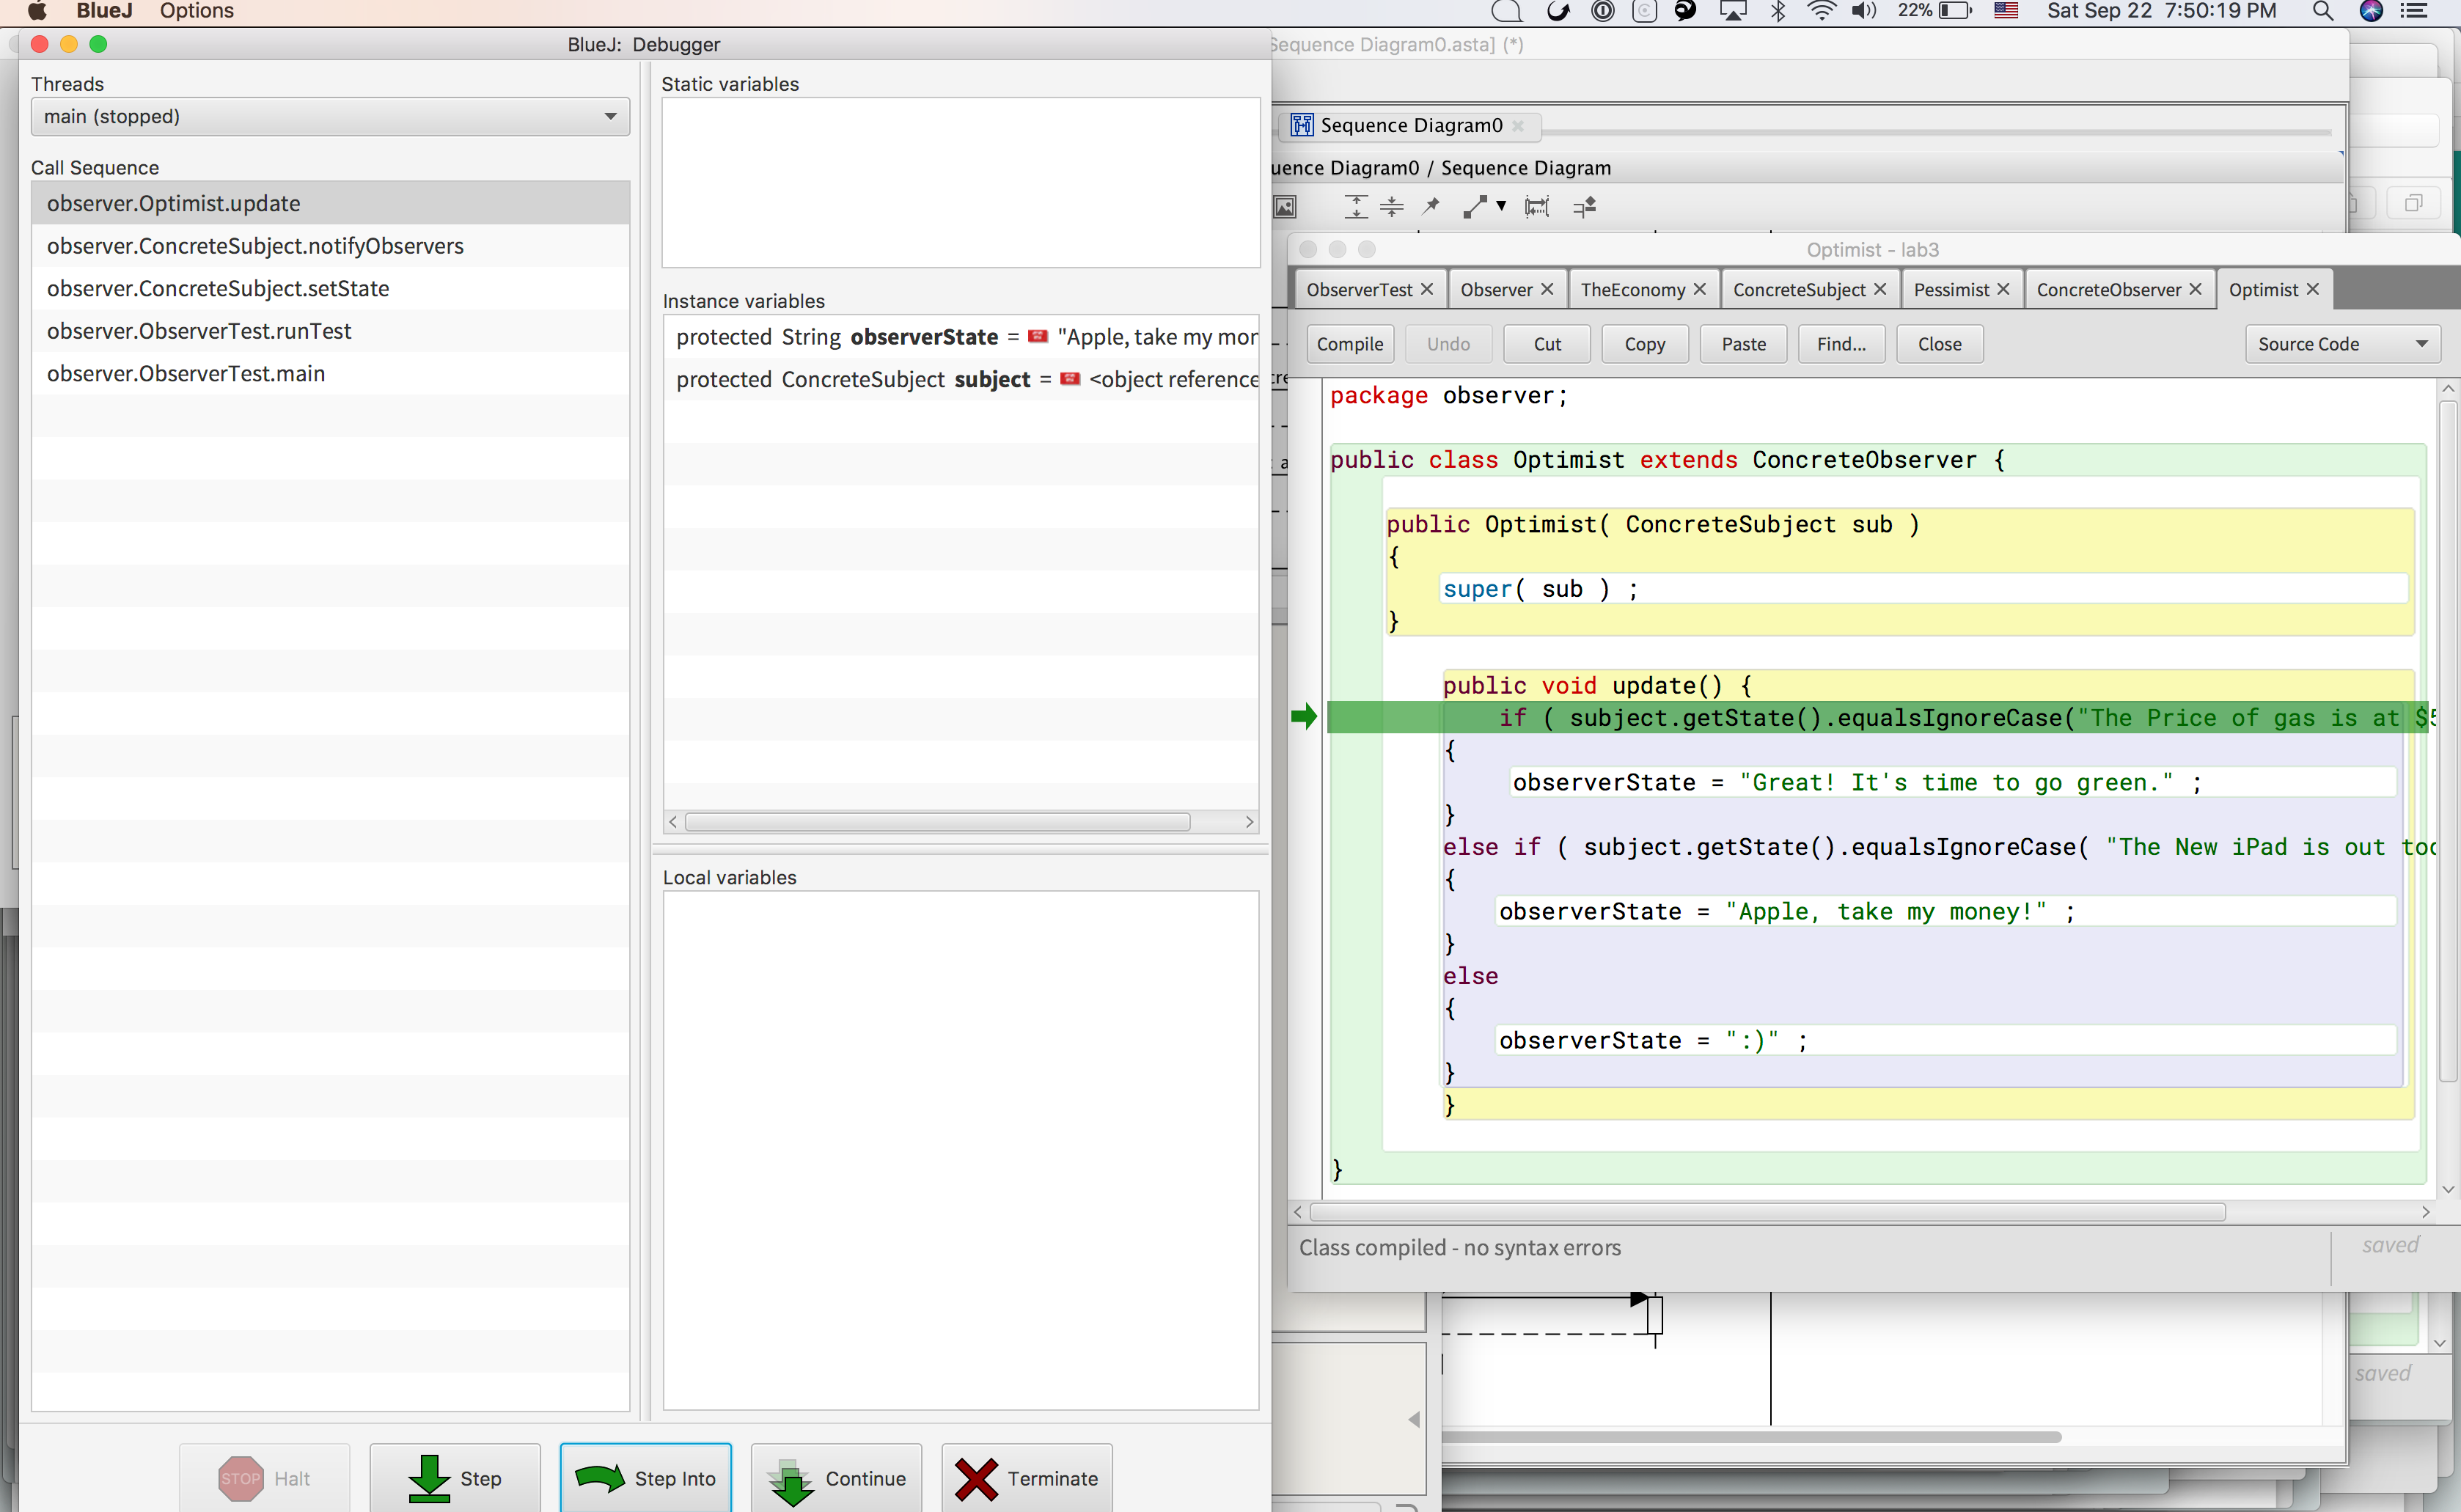 BlueJ Options
22% Sat Sep 22 7:50:19 PM
BlueJ: Debugger
Sequence Diagram0.asta] (*)
Threads
main (stopped)
Call Sequence
observer.Optimist.update
observer.ConcreteSubject.notifyObservers
observer.ConcreteSubject.setState
observer.ObserverTest.runTest
observer.ObserverTest.main
Static variables
Instance variables
protected String observerState = "Apple, take my mor
protected ConcreteSubject subject = <object reference
Local variables
STOP Halt
Step
Step Into
Continue
Terminate
Sequence Diagram0
uence Diagram0 / Sequence Diagram
Optimist - lab3
ObserverTest Observer TheEconomy ConcreteSubject Pessimist ConcreteObserver Optimist
Compile Undo Cut Copy Paste Find... Close Source Code
package observer;
public class Optimist extends ConcreteObserver {
public Optimist( ConcreteSubject sub )
{
super( sub ) ;
}
public void update() {
if ( subject.getState().equalsIgnoreCase("The Price of gas is at $5
{
observerState = "Great! It's time to go green." ;
}
else if ( subject.getState().equalsIgnoreCase( "The New iPad is out too
{
observerState = "Apple, take my money!" ;
}
else
{
observerState = ":)" ;
}
}
}
Class compiled - no syntax errors
saved
saved